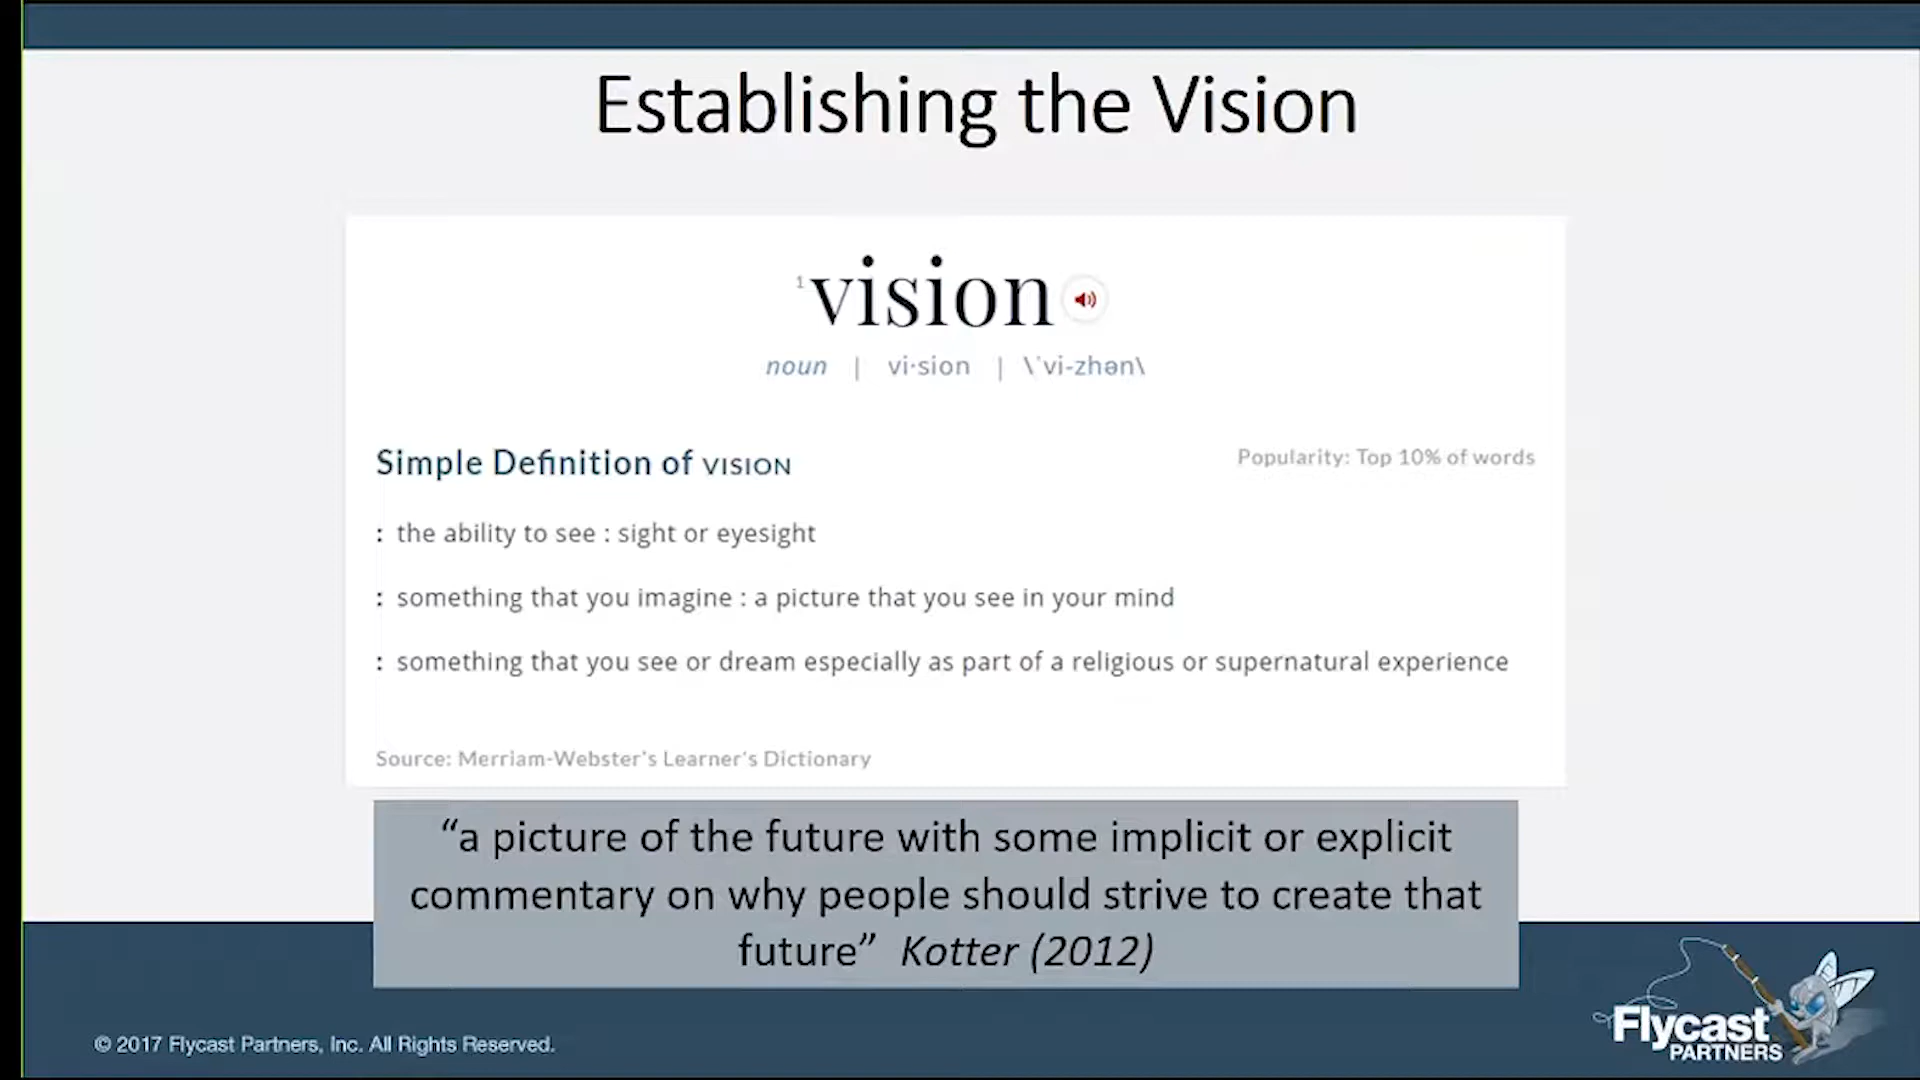 Establishing the Vision
1 vision
noun | vi·sion | \ˈvi-zhən\
Simple Definition of VISION
Popularity: Top 10% of words
: the ability to see : sight or eyesight
: something that you imagine : a picture that you see in your mind
: something that you see or dream especially as part of a religious or supernatural experience
Source: Merriam-Webster's Learner's Dictionary
“a picture of the future with some implicit or explicit
commentary on why people should strive to create that
future” Kotter (2012)
© 2017 Flycast Partners, Inc. All Rights Reserved.
Flycast
PARTNERS